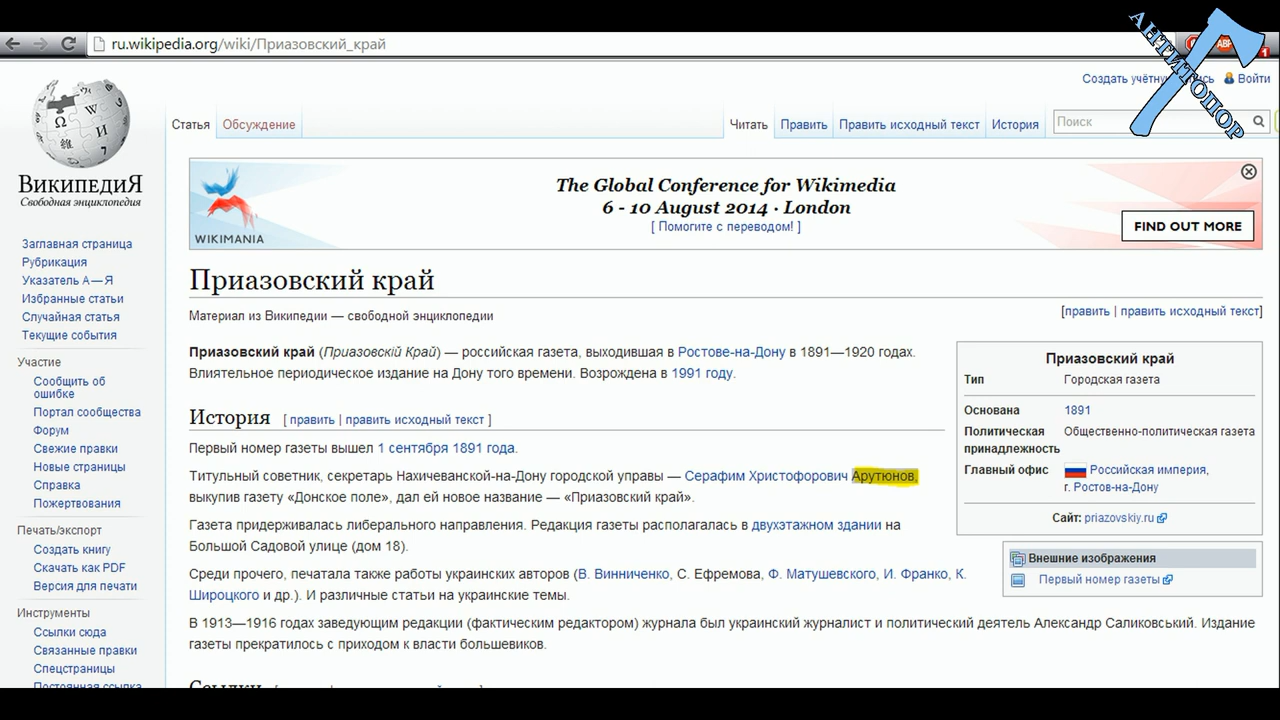 ru.wikipedia.org/wiki/Приазовский_край
АНТИТОПОР
Создать учётну сь Войти
ВИКИПЕДИЯ
Свободная энциклопедия
Статья Обсуждение Читать Править Править исходный текст История Поиск
The Global Conference for Wikimedia
6 - 10 August 2014 · London
[ Помогите с переводом! ]
WIKIMANIA
FIND OUT MORE
Заглавная страница
Рубрикация
Указатель А — Я
Избранные статьи
Случайная статья
Текущие события
Участие
Сообщить об
ошибке
Портал сообщества
Форум
Свежие правки
Новые страницы
Справка
Пожертвования
Печать/экспорт
Создать книгу
Скачать как PDF
Версия для печати
Инструменты
Ссылки сюда
Связанные правки
Спецстраницы
Постоянная ссылка
Приазовский край
Материал из Википедии — свободной энциклопедии
[править | править исходный текст]
Приазовский край (Приазовскій Край) — российская газета, выходившая в Ростове-на-Дону в 1891—1920 годах.
Влиятельное периодическое издание на Дону того времени. Возрождена в 1991 году.
История [ править | править исходный текст ]
Первый номер газеты вышел 1 сентября 1891 года.
Титульный советник, секретарь Нахичеванской-на-Дону городской управы — Серафим Христофорович Арутюнов,
выкупив газету «Донское поле», дал ей новое название — «Приазовский край».
Газета придерживалась либерального направления. Редакция газеты располагалась в двухэтажном здании на
Большой Садовой улице (дом 18).
Среди прочего, печатала также работы украинских авторов (В. Винниченко, С. Ефремова, Ф. Матушевского, И. Франко, К.
Широцкого и др.). И различные статьи на украинские темы.
В 1913—1916 годах заведующим редакции (фактическим редактором) журнала был украинский журналист и политический деятель Александр Саликовський. Издание
газеты прекратилось с приходом к власти большевиков.
Ссылки
Приазовский край
Тип Городская газета
Основана 1891
Политическая Общественно-политическая газета
принадлежность
Главный офис Российская империя,
г. Ростов-на-Дону
Сайт: priazovskiy.ru
Внешние изображения
Первый номер газеты